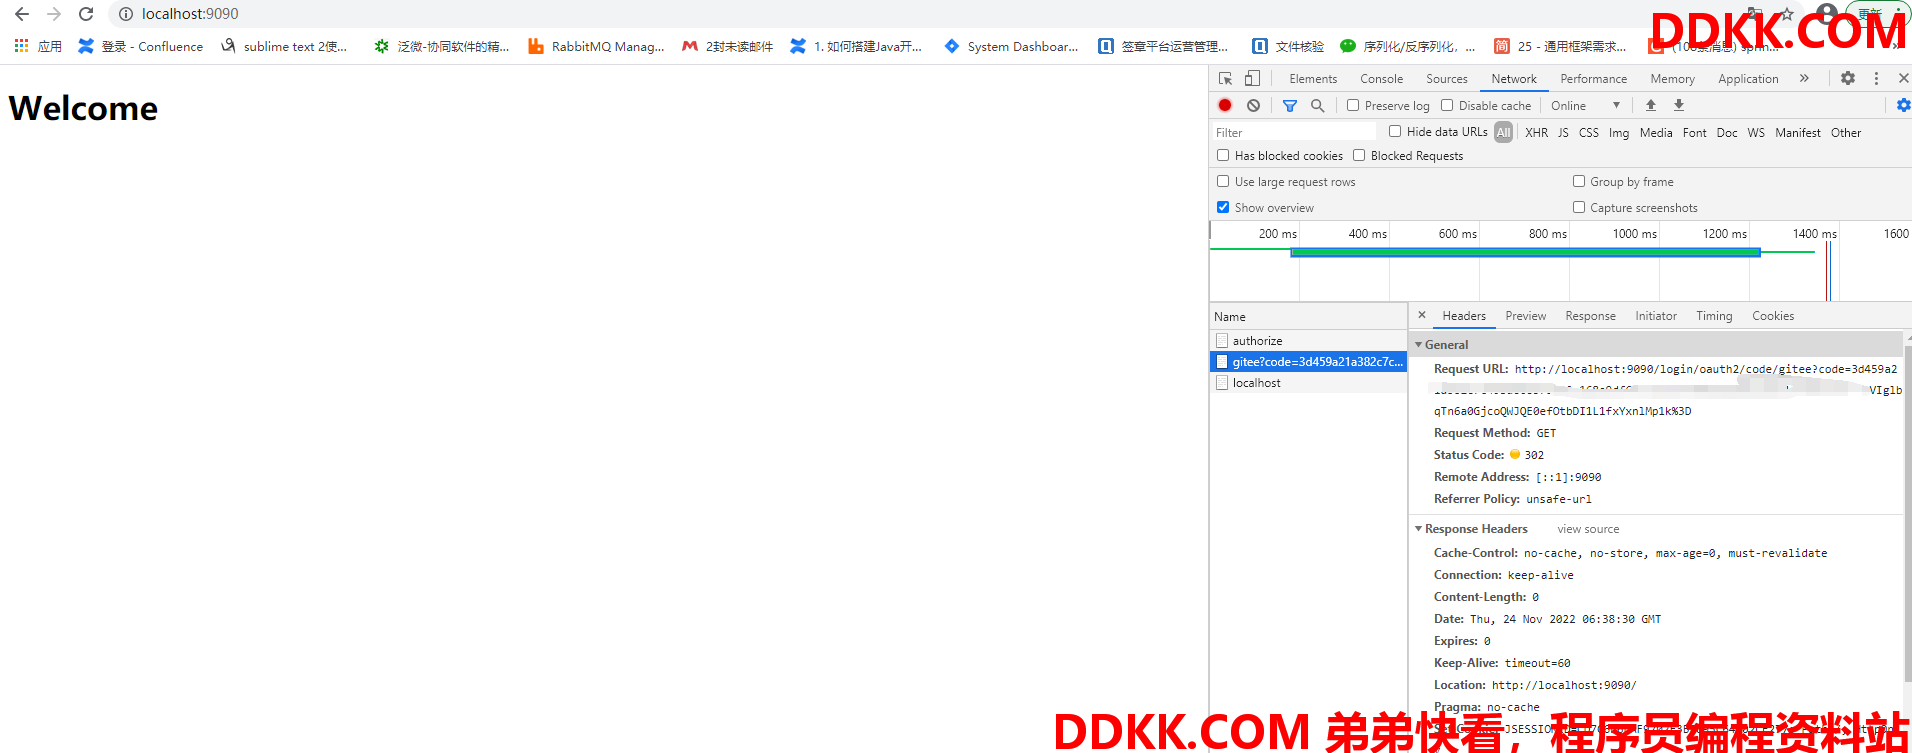 localhost:9090
更新
DDKK.COM
应用 登录 - Confluence sublime text 2使... 泛微-协同软件的精... RabbitMQ Manag... 2封未读邮件 1. 如何搭建Java开... System Dashboar... 签章平台运营管理... 文件核验 序列化/反序列化，... 25 - 通用框架需求...
Welcome
Elements Console Sources Network Performance Memory Application »
Preserve log Disable cache Online
Filter Hide data URLs All XHR JS CSS Img Media Font Doc WS Manifest Other
Has blocked cookies Blocked Requests
Use large request rows Group by frame
Show overview Capture screenshots
200 ms 400 ms 600 ms 800 ms 1000 ms 1200 ms 1400 ms 1600
Name
authorize
gitee?code=3d459a21a382c7c...
localhost
× Headers Preview Response Initiator Timing Cookies
General
Request URL: http://localhost:9090/login/oauth2/code/gitee?code=3d459a2
VIglb
qTn6a0GjcoQWJQE0efOtbDI1L1fxYxnlMp1k%3D
Request Method: GET
Status Code: 302
Remote Address: [::1]:9090
Referrer Policy: unsafe-url
Response Headers view source
Cache-Control: no-cache, no-store, max-age=0, must-revalidate
Connection: keep-alive
Content-Length: 0
Date: Thu, 24 Nov 2022 06:38:30 GMT
Expires: 0
Keep-Alive: timeout=60
Location: http://localhost:9090/
Pragma: no-cache
DDKK.COM 弟弟快看，程序员编程资料站